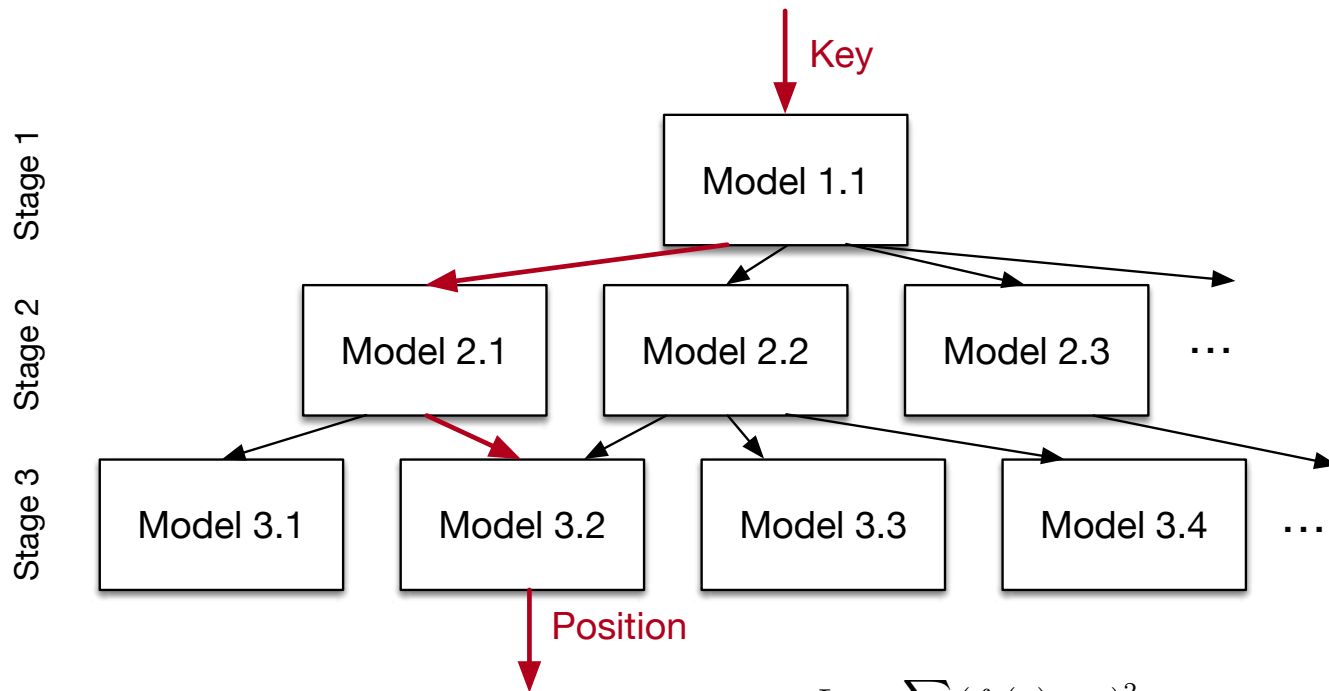 Key
Stage 1
Model 1.1
Stage 2
Model 2.1
Model 2.2
Model 2.3
...
Stage 3
Model 3.1
Model 3.2
Model 3.3
Model 3.4
...
Position